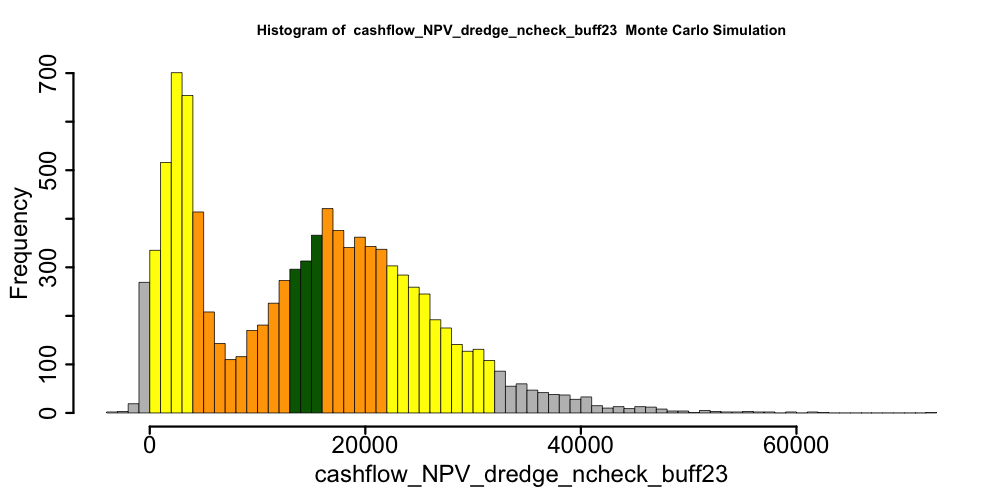 Histogram of cashflow_NPV_dredge_ncheck_buff23 Monte Carlo Simulation
Frequency
700
500
300
100
0
0 20000 40000 60000
cashflow_NPV_dredge_ncheck_buff23